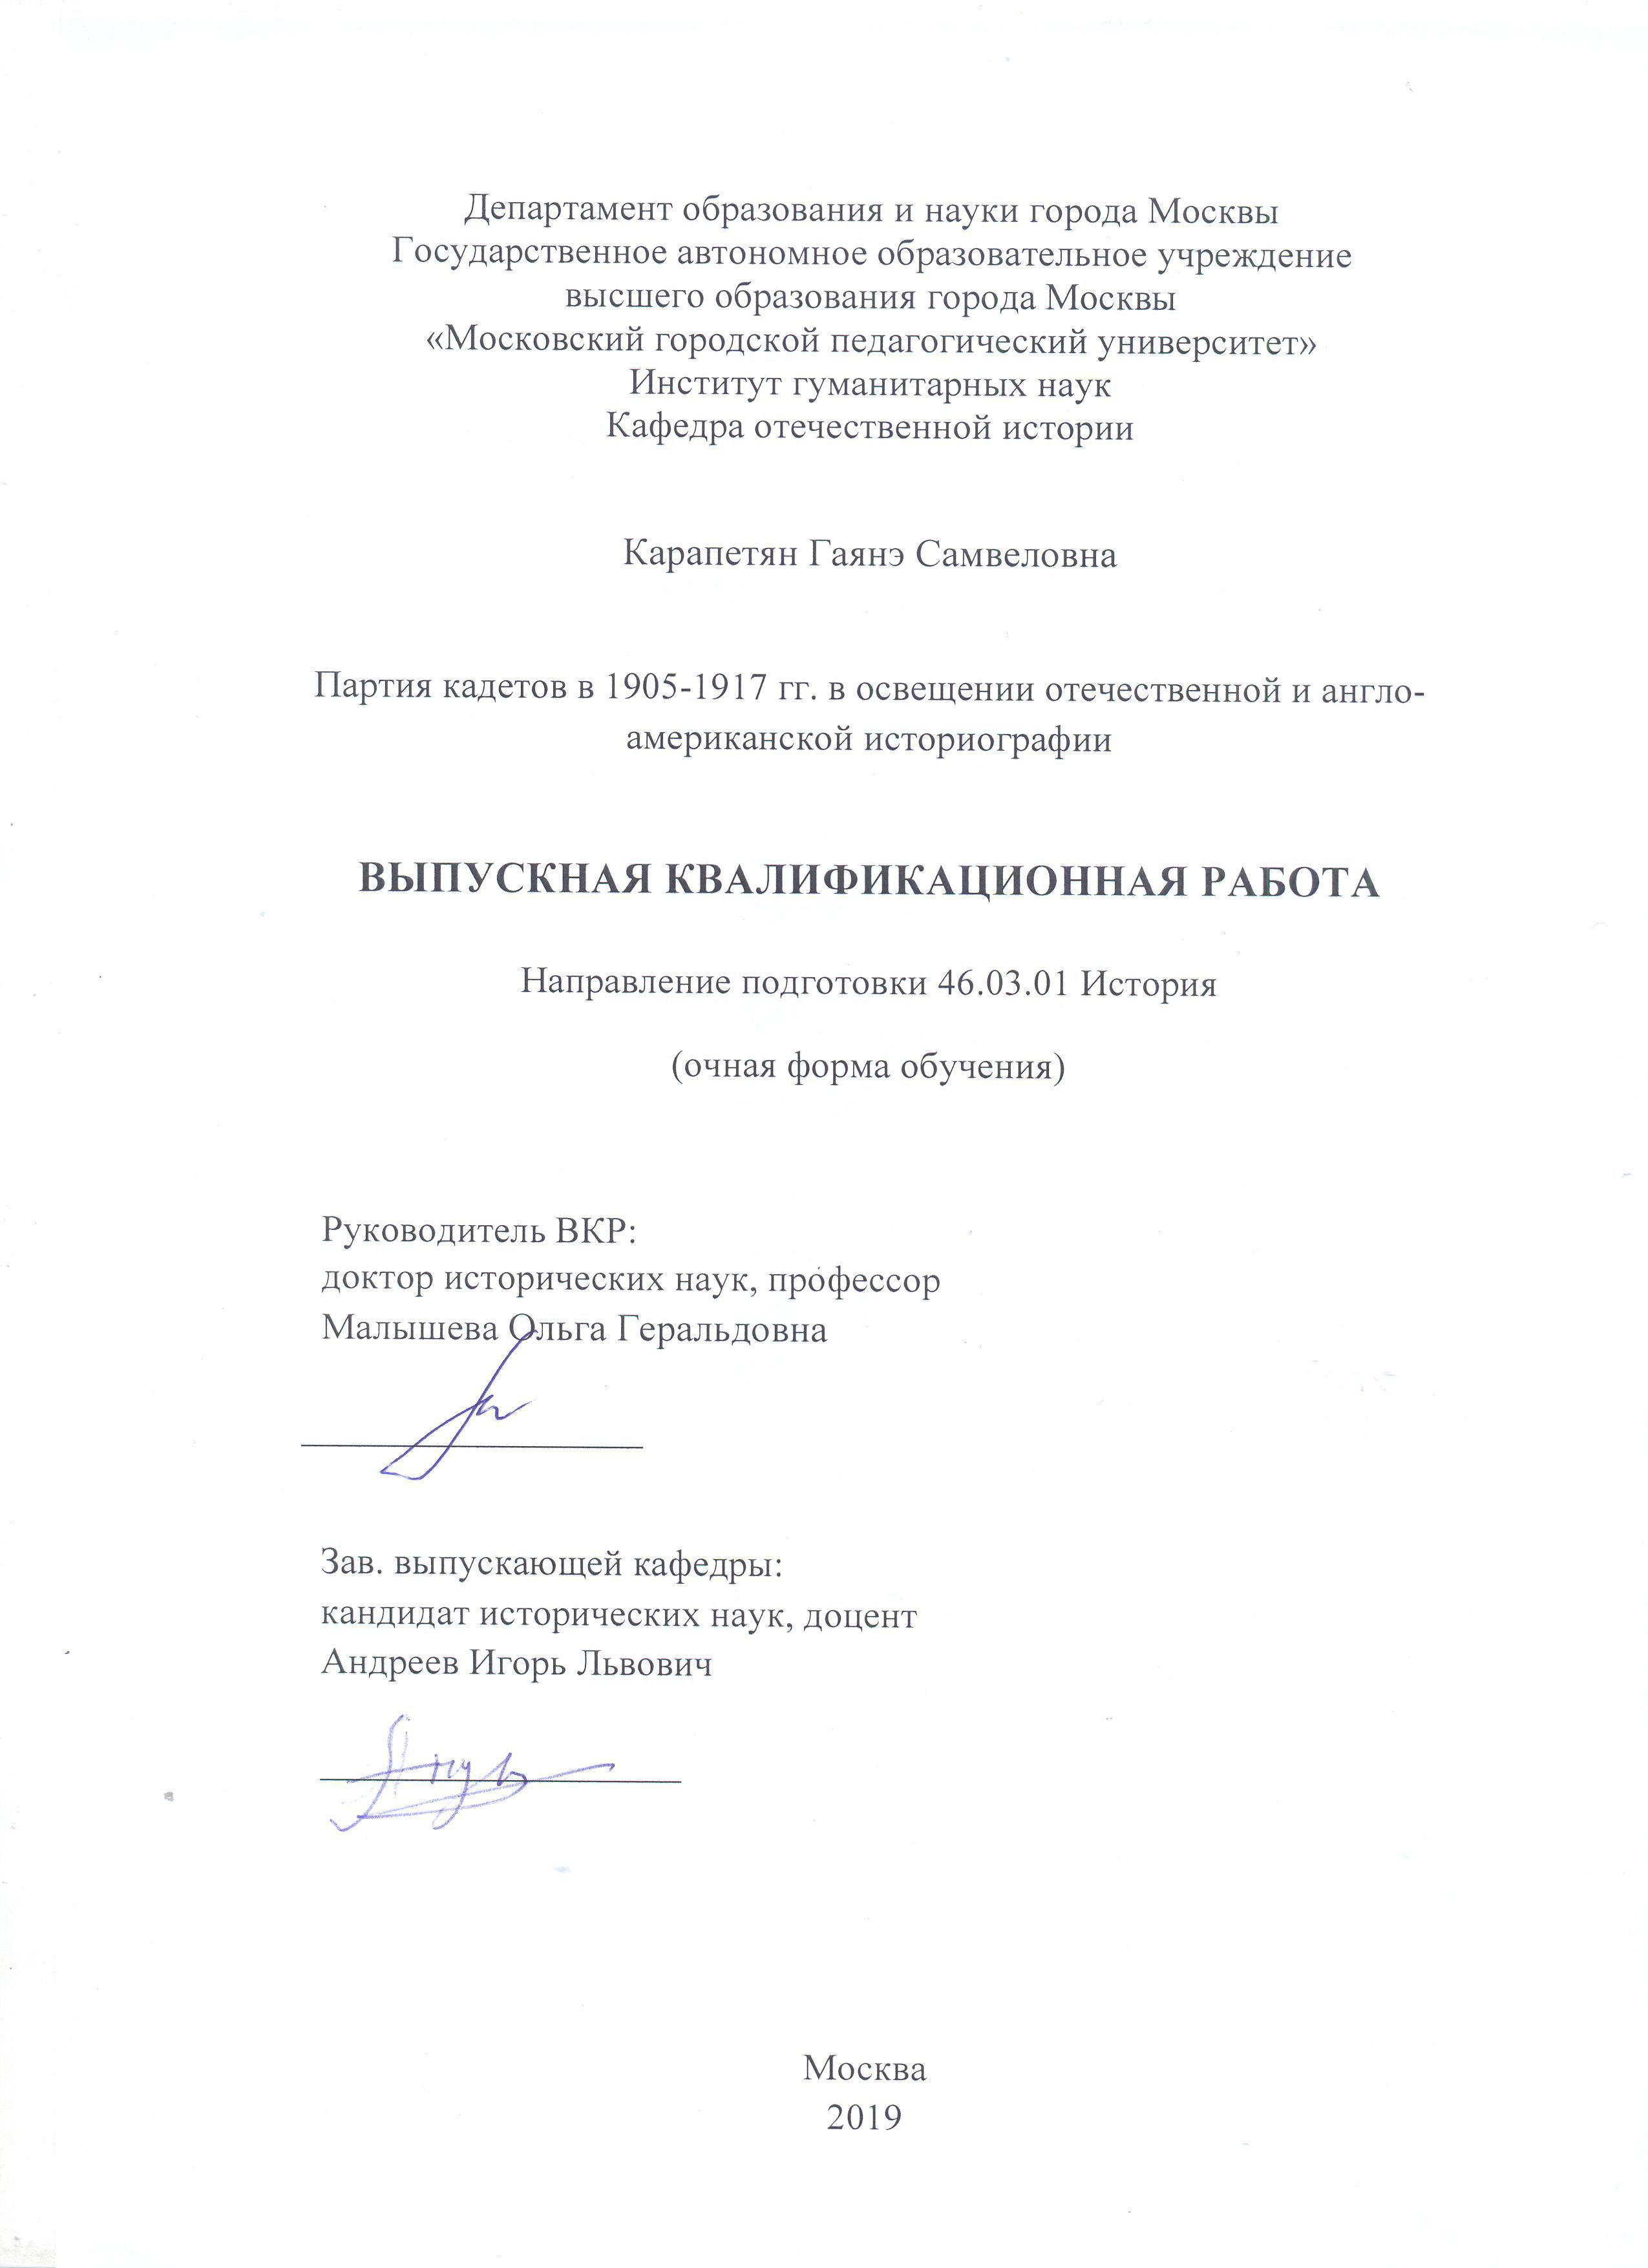 Департамент образования и науки города Москвы
Государственное автономное образовательное учреждение
высшего образования города Москвы
«Московский городской педагогический университет»
Институт гуманитарных наук
Кафедра отечественной истории
Карапетян Гаянэ Самвеловна
Партия кадетов в 1905-1917 гг. в освещении отечественной и англо-
американской историографии
ВЫПУСКНАЯ КВАЛИФИКАЦИОННАЯ РАБОТА
Направление подготовки 46.03.01 История
(очная форма обучения)
Руководитель ВКР:
доктор исторических наук, профессор
Малышева Ольга Геральдовна
Зав. выпускающей кафедры:
кандидат исторических наук, доцент
Андреев Игорь Львович
Москва
2019